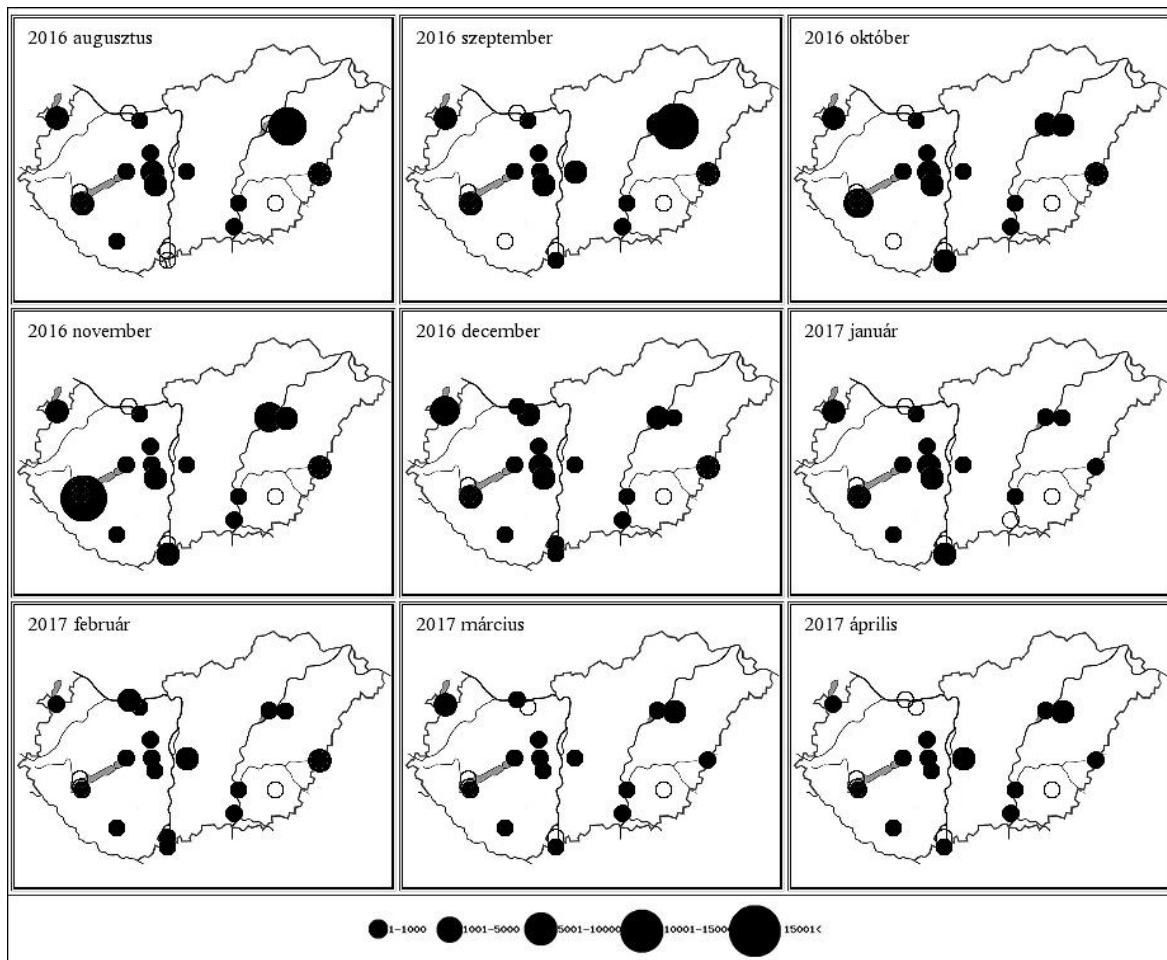 2016 augusztus
2016 szeptember
2016 október
2016 november
2016 december
2017 január
2017 február
2017 március
2017 április
1-1000 1001-5000 5001-10000 10001-1500 15001<